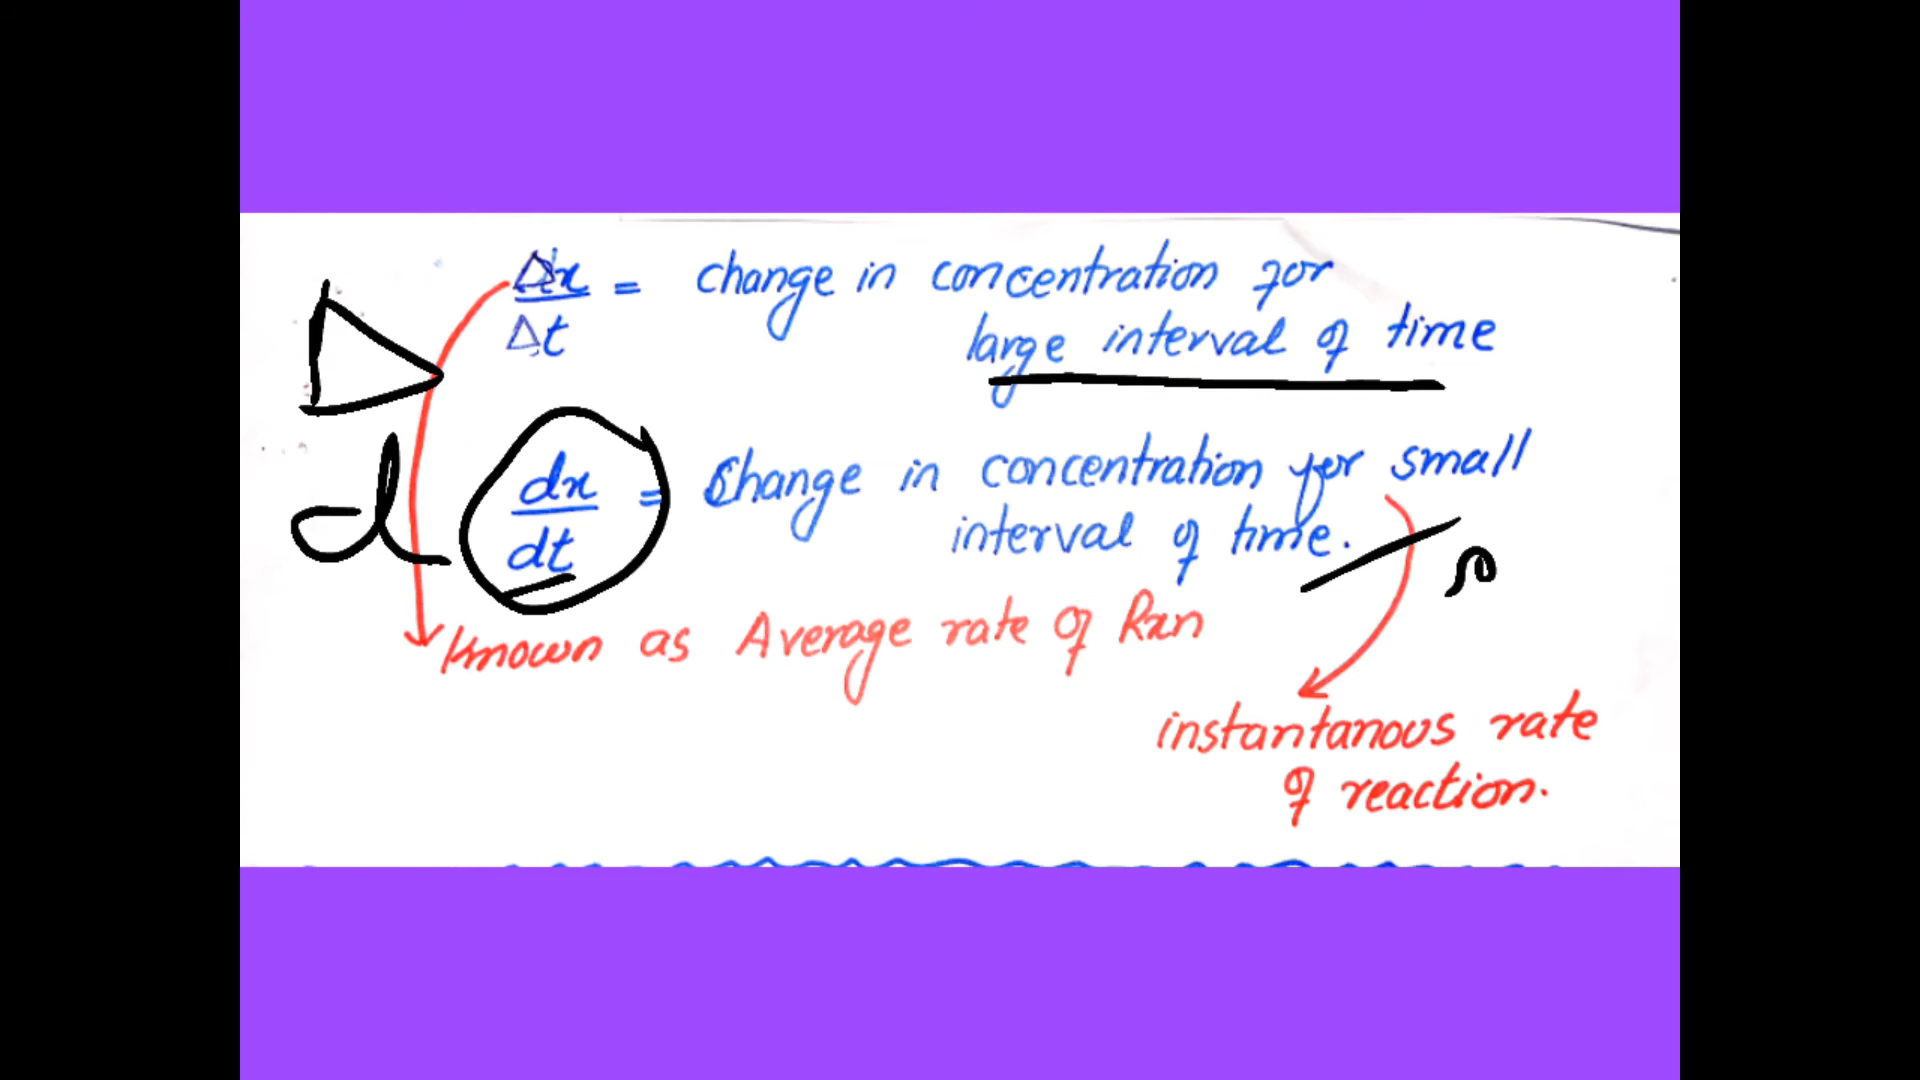 Δx/Δt = change in concentration for
large interval of time
dx/dt = change in concentration for small
interval of time.
known as Average rate of Rxn
instantanous rate
of reaction.
Δ
d